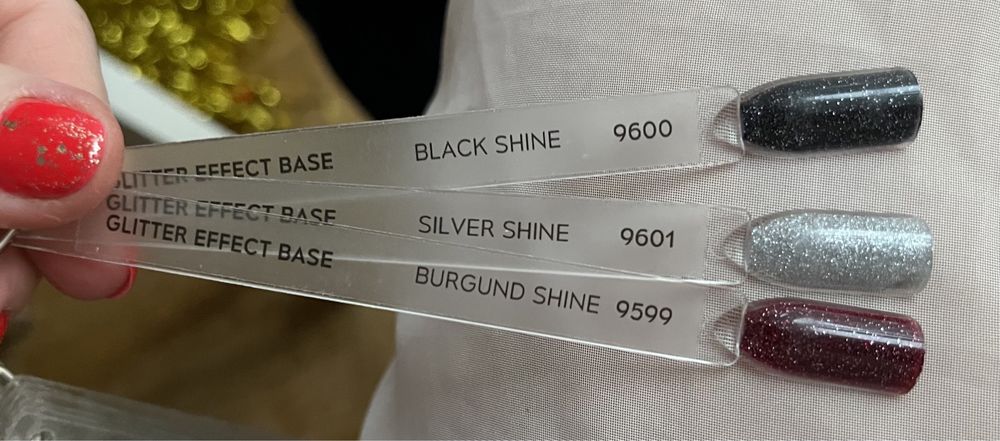 GLITTER EFFECT BASE BLACK SHINE 9600
GLITTER EFFECT BASE SILVER SHINE 9601
GLITTER EFFECT BASE BURGUND SHINE 9599